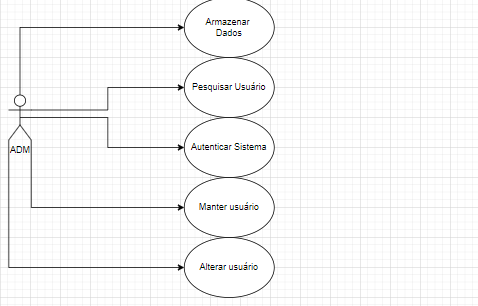 Armazenar
Dados
Pesquisar Usuário
Autenticar Sistema
ADM
Manter usuário
Alterar usuário